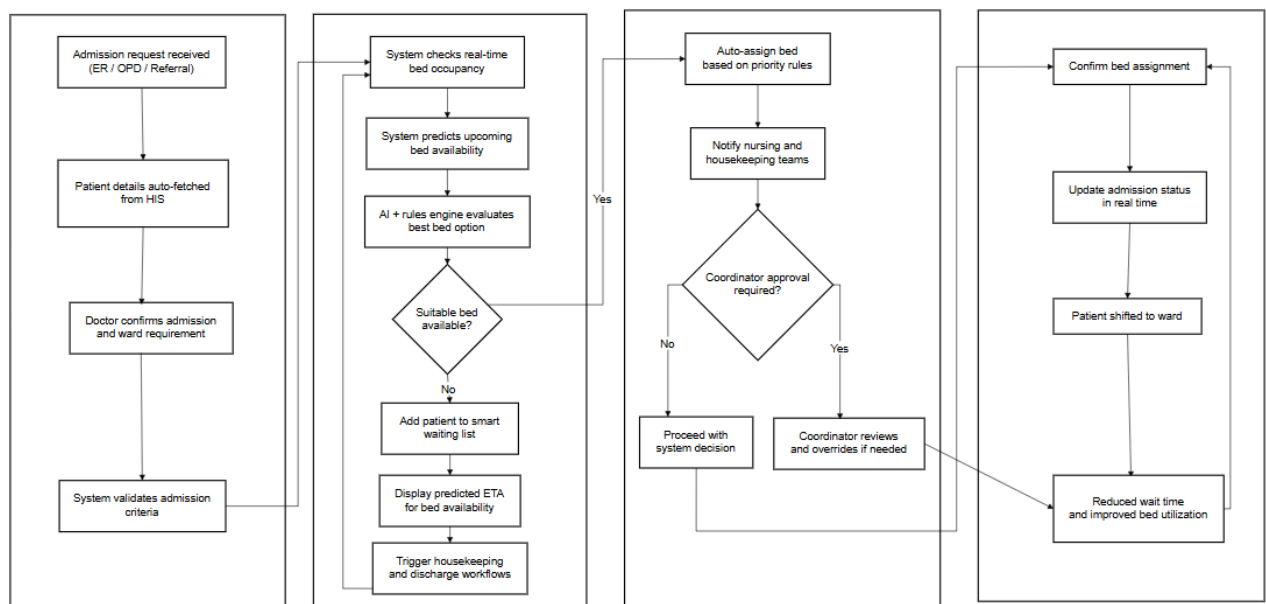 Admission request received
(ER / OPD / Referral)
Patient details auto-fetched
from HIS
Doctor confirms admission
and ward requirement
System validates admission
criteria
System checks real-time
bed occupancy
System predicts upcoming
bed availability
AI + rules engine evaluates
best bed option
Suitable bed
available?
Yes
No
Add patient to smart
waiting list
Display predicted ETA
for bed availability
Trigger housekeeping
and discharge workflows
Auto-assign bed
based on priority rules
Notify nursing and
housekeeping teams
Coordinator approval
required?
No
Yes
Proceed with
system decision
Coordinator reviews
and overrides if needed
Confirm bed assignment
Update admission status
in real time
Patient shifted to ward
Reduced wait time
and improved bed utilization